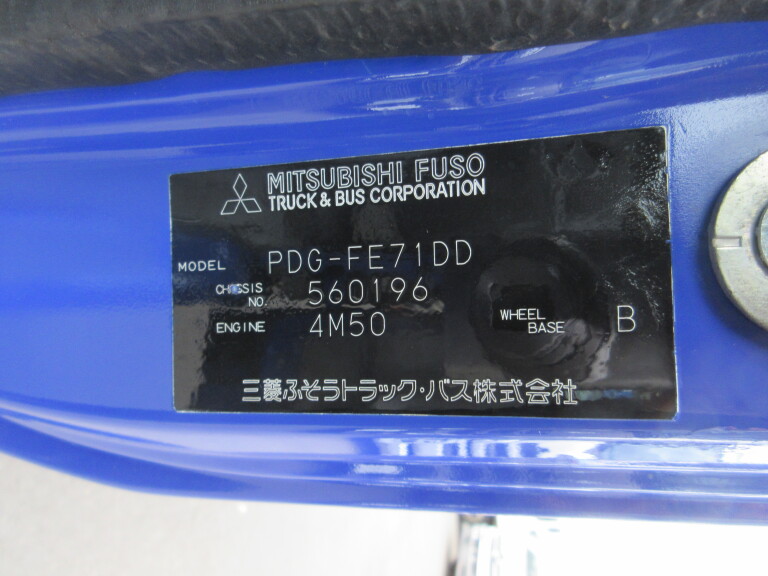 MITSUBISHI FUSO
TRUCK & BUS CORPORATION
MODEL PDG-FE71DD
CHASSIS NO. 560196
ENGINE 4M50
WHEEL BASE B
三菱ふそうトラック・バス株式会社